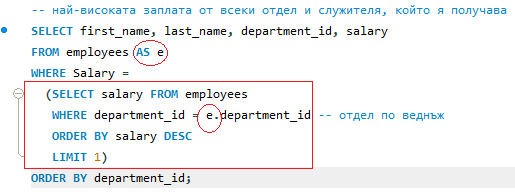 -- най-високата заплата от всеки отдел и служителя, който я получава
SELECT first_name, last_name, department_id, salary
FROM employees AS e
WHERE Salary =
(SELECT salary FROM employees
WHERE department_id = e.department_id -- отдел по веднъж
ORDER BY salary DESC
LIMIT 1)
ORDER BY department_id;